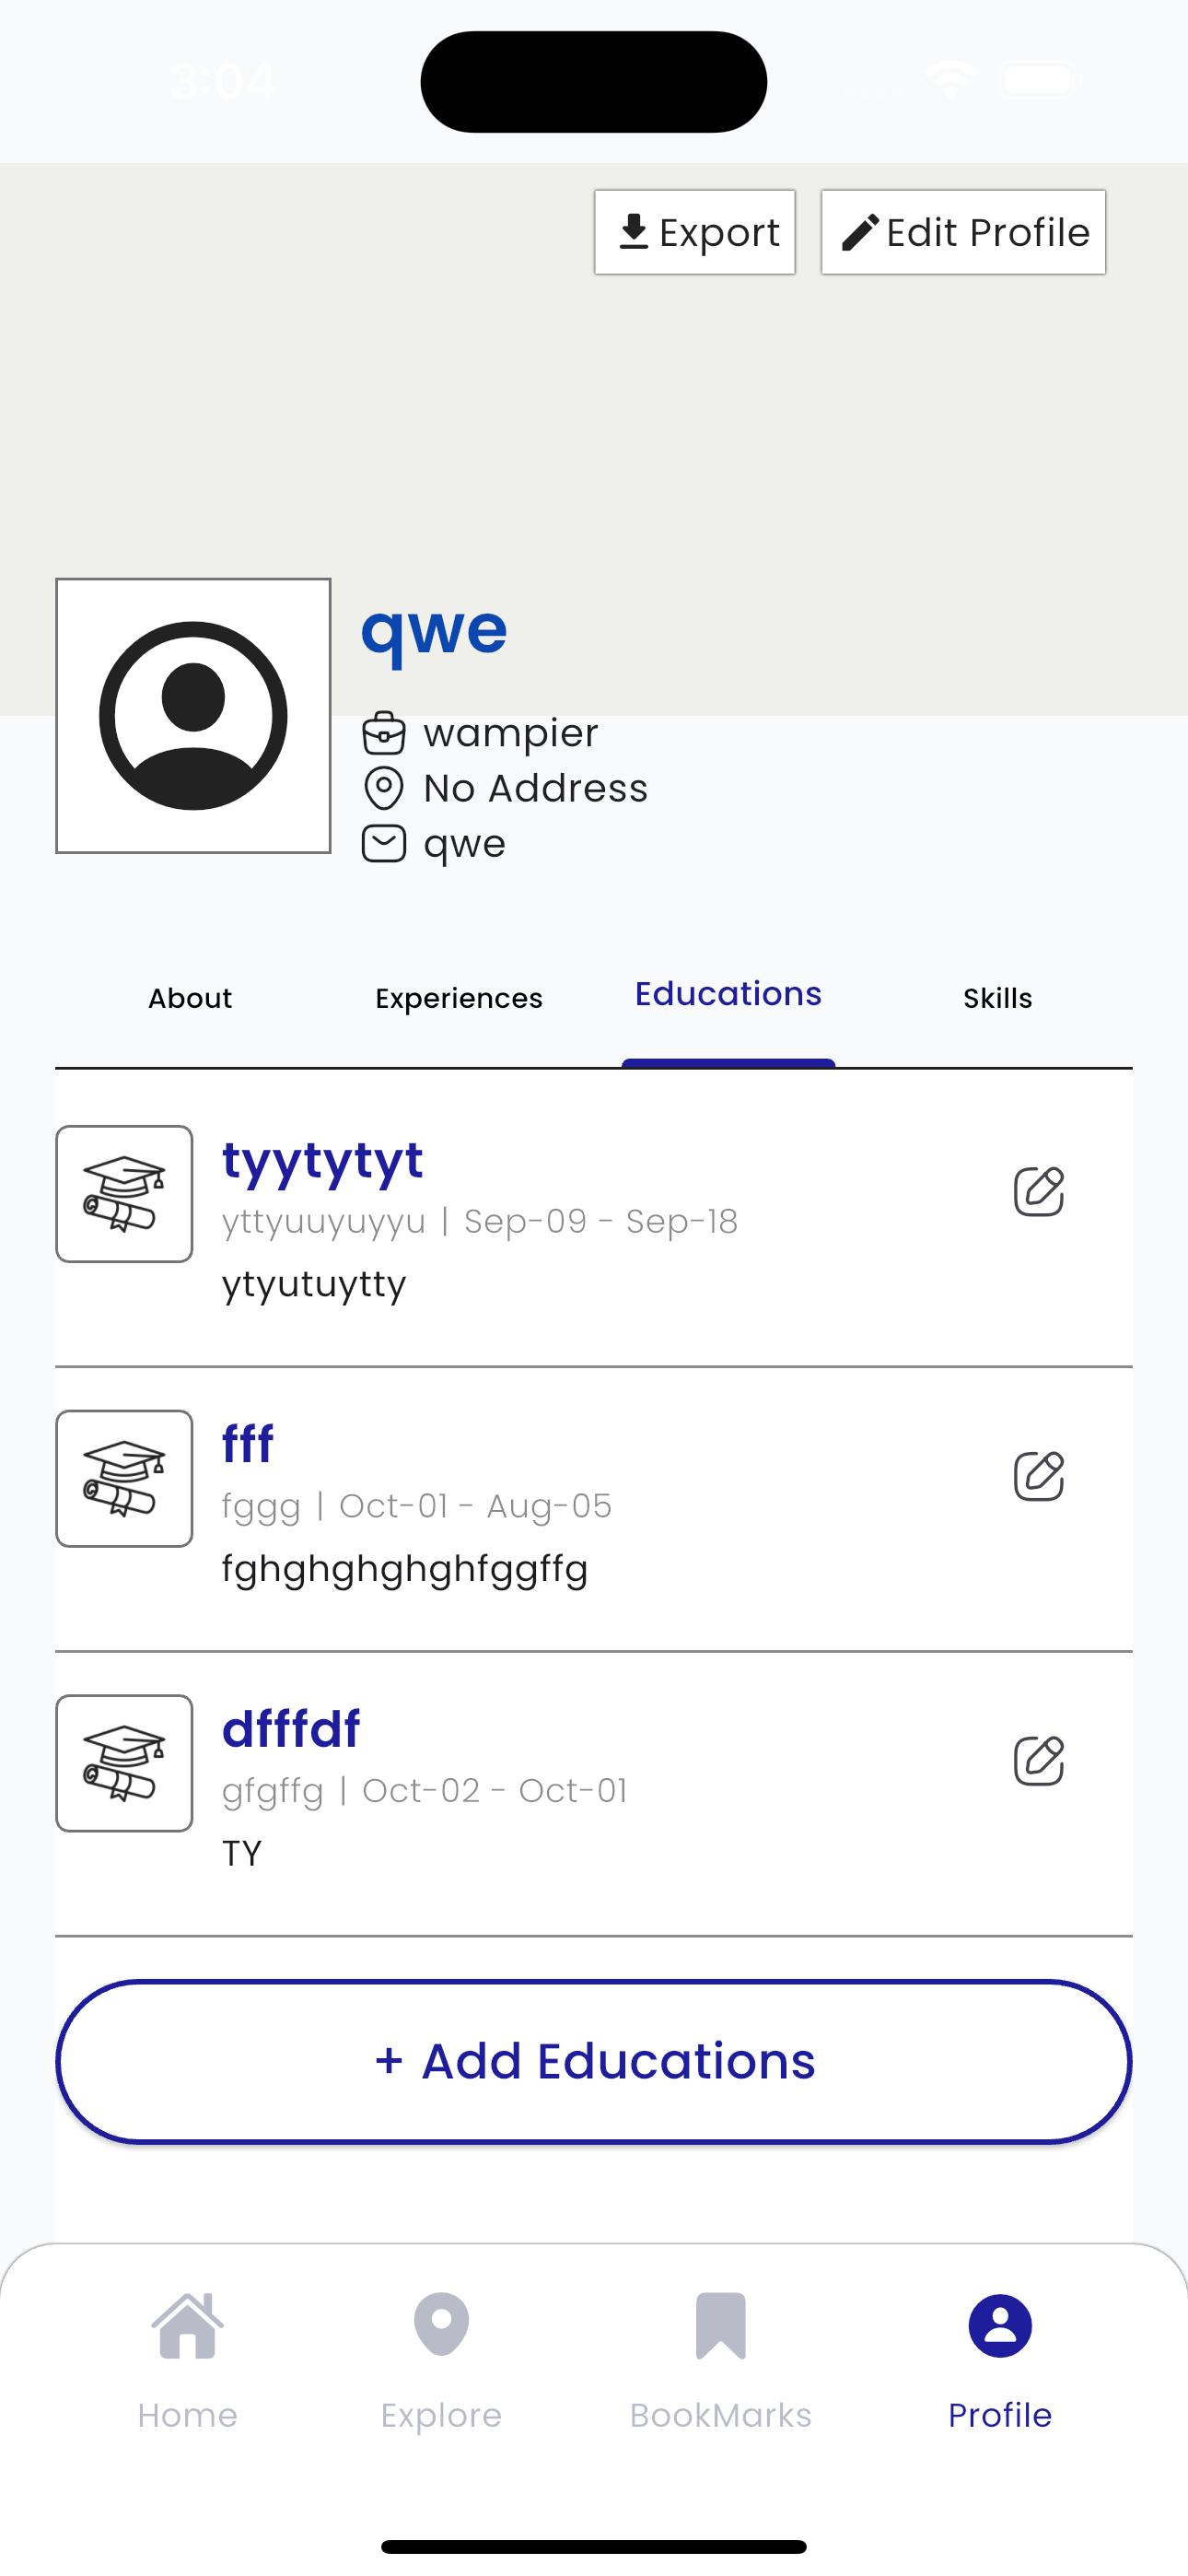 3:04
Export
Edit Profile
qwe
wampier
No Address
qwe
About Experiences Educations Skills
tyytytyt
yttyuuyuyyu | Sep-09 - Sep-18
ytyutuytty
fff
fggg | Oct-01 - Aug-05
fghghghghghfggffg
dfffdf
gfgffg | Oct-02 - Oct-01
TY
+ Add Educations
Home Explore BookMarks Profile